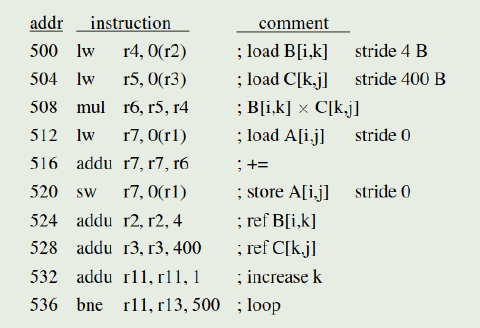 addr instruction comment
500 lw r4, 0(r2) ; load B[i,k] stride 4 B
504 lw r5, 0(r3) ; load C[k,j] stride 400 B
508 mul r6, r5, r4 ; B[i,k] × C[k,j]
512 lw r7, 0(r1) ; load A[i,j] stride 0
516 addu r7, r7, r6 ; +=
520 sw r7, 0(r1) ; store A[i,j] stride 0
524 addu r2, r2, 4 ; ref B[i,k]
528 addu r3, r3, 400 ; ref C[k,j]
532 addu r11, r11, 1 ; increase k
536 bne r11, r13, 500 ; loop